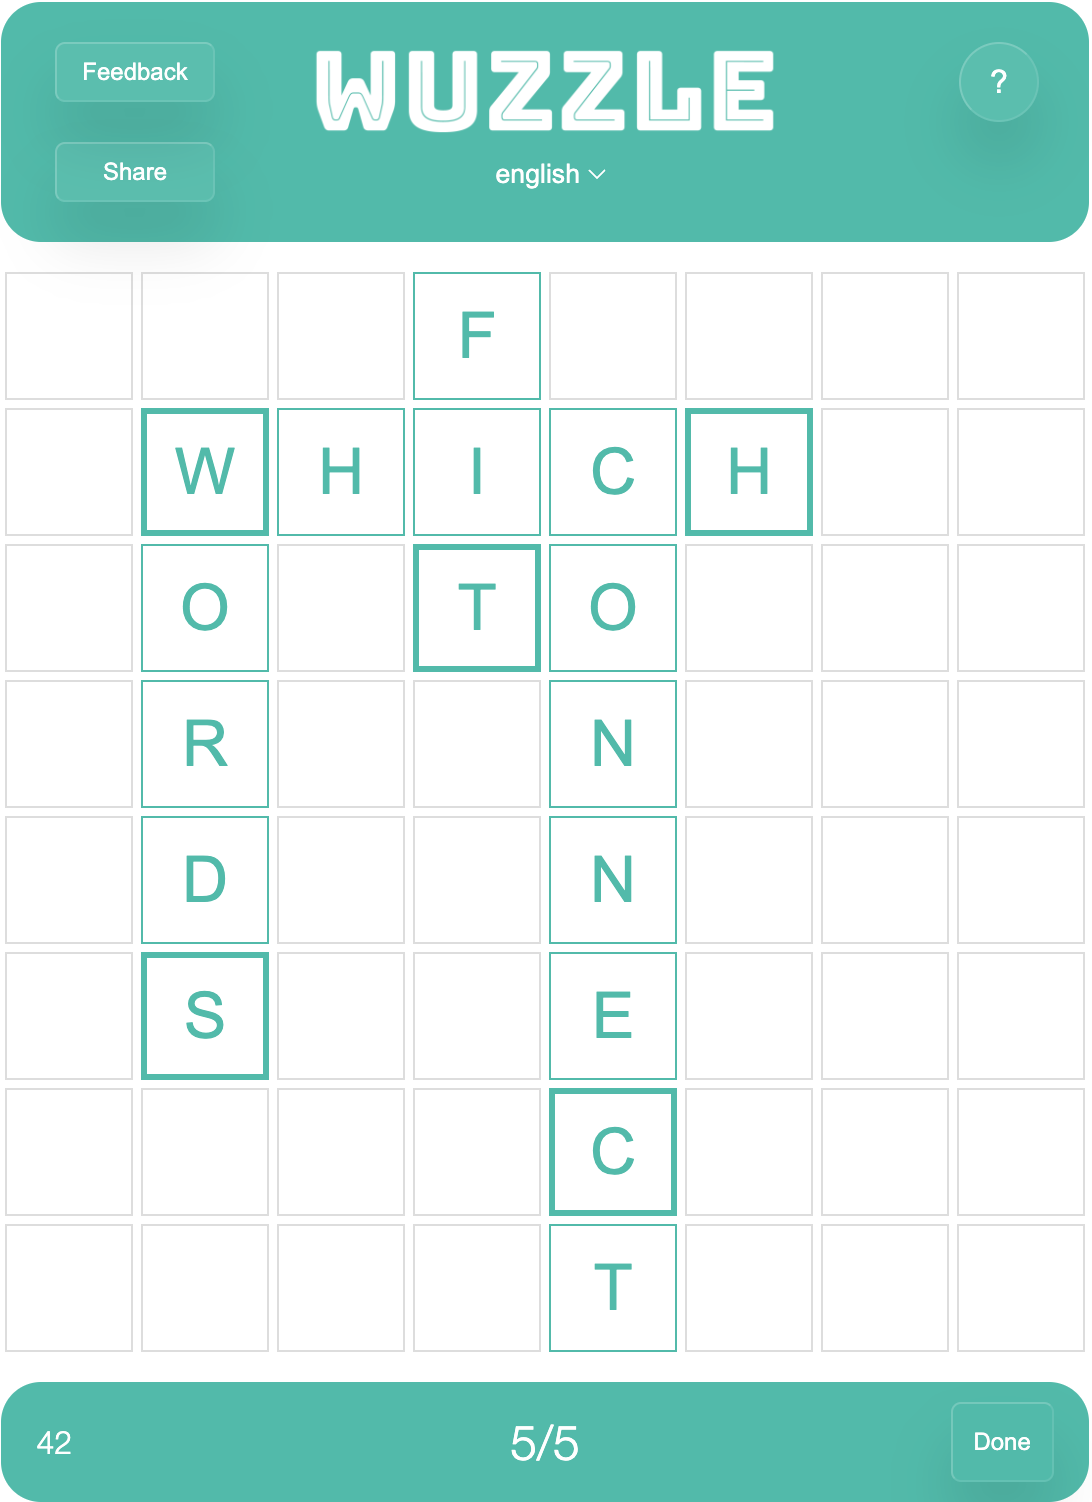 Feedback
WUZZLE
?
Share
english
F
W H I C H
O T O
R N
D N
S E
C
T
42 5/5 Done